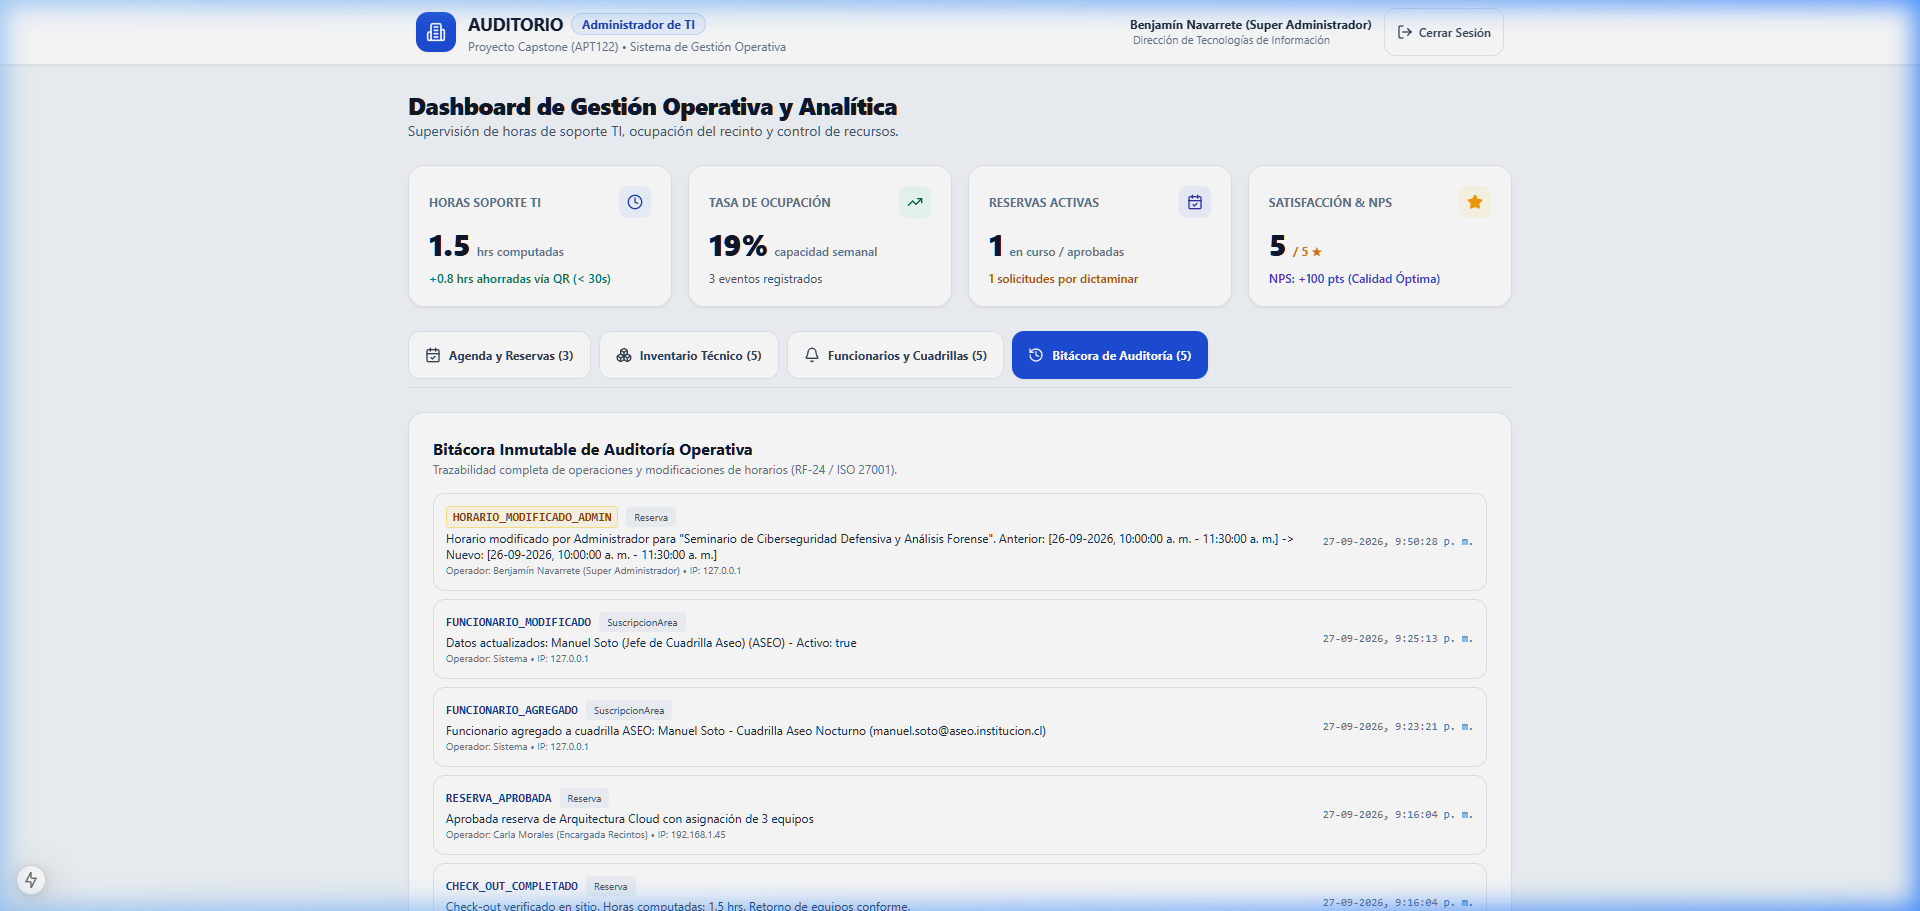 AUDITORIO Administrador de TI
Proyecto Capstone (APT122) • Sistema de Gestión Operativa
Benjamín Navarrete (Super Administrador)
Dirección de Tecnologías de Información
Cerrar Sesión
Dashboard de Gestión Operativa y Analítica
Supervisión de horas de soporte TI, ocupación del recinto y control de recursos.
HORAS SOPORTE TI
1.5 hrs computadas
+0.8 hrs ahorradas vía QR (< 30s)
TASA DE OCUPACIÓN
19% capacidad semanal
3 eventos registrados
RESERVAS ACTIVAS
1 en curso / aprobadas
1 solicitudes por dictaminar
SATISFACCIÓN & NPS
5 / 5 ★
NPS: +100 pts (Calidad Óptima)
Agenda y Reservas (3)
Inventario Técnico (5)
Funcionarios y Cuadrillas (5)
Bitácora de Auditoría (5)
Bitácora Inmutable de Auditoría Operativa
Trazabilidad completa de operaciones y modificaciones de horarios (RF-24 / ISO 27001).
HORARIO_MODIFICADO_ADMIN Reserva
Horario modificado por Administrador para "Seminario de Ciberseguridad Defensiva y Análisis Forense". Anterior: [26-09-2026, 10:00:00 a. m. - 11:30:00 a. m.] ->
Nuevo: [26-09-2026, 10:00:00 a. m. - 11:30:00 a. m.]
Operador: Benjamín Navarrete (Super Administrador) • IP: 127.0.0.1
27-09-2026, 9:50:28 p. m.
FUNCIONARIO_MODIFICADO SuscripcionArea
Datos actualizados: Manuel Soto (Jefe de Cuadrilla Aseo) (ASEO) - Activo: true
Operador: Sistema • IP: 127.0.0.1
27-09-2026, 9:25:13 p. m.
FUNCIONARIO_AGREGADO SuscripcionArea
Funcionario agregado a cuadrilla ASEO: Manuel Soto - Cuadrilla Aseo Nocturno (manuel.soto@aseo.institucion.cl)
Operador: Sistema • IP: 127.0.0.1
27-09-2026, 9:23:21 p. m.
RESERVA_APROBADA Reserva
Aprobada reserva de Arquitectura Cloud con asignación de 3 equipos
Operador: Carla Morales (Encargada Recintos) • IP: 192.168.1.45
27-09-2026, 9:16:04 p. m.
CHECK_OUT_COMPLETADO Reserva
Check-out verificado en sitio. Horas computadas: 1.5 hrs. Retorno de equipos conforme.
27-09-2026, 9:16:04 p. m.